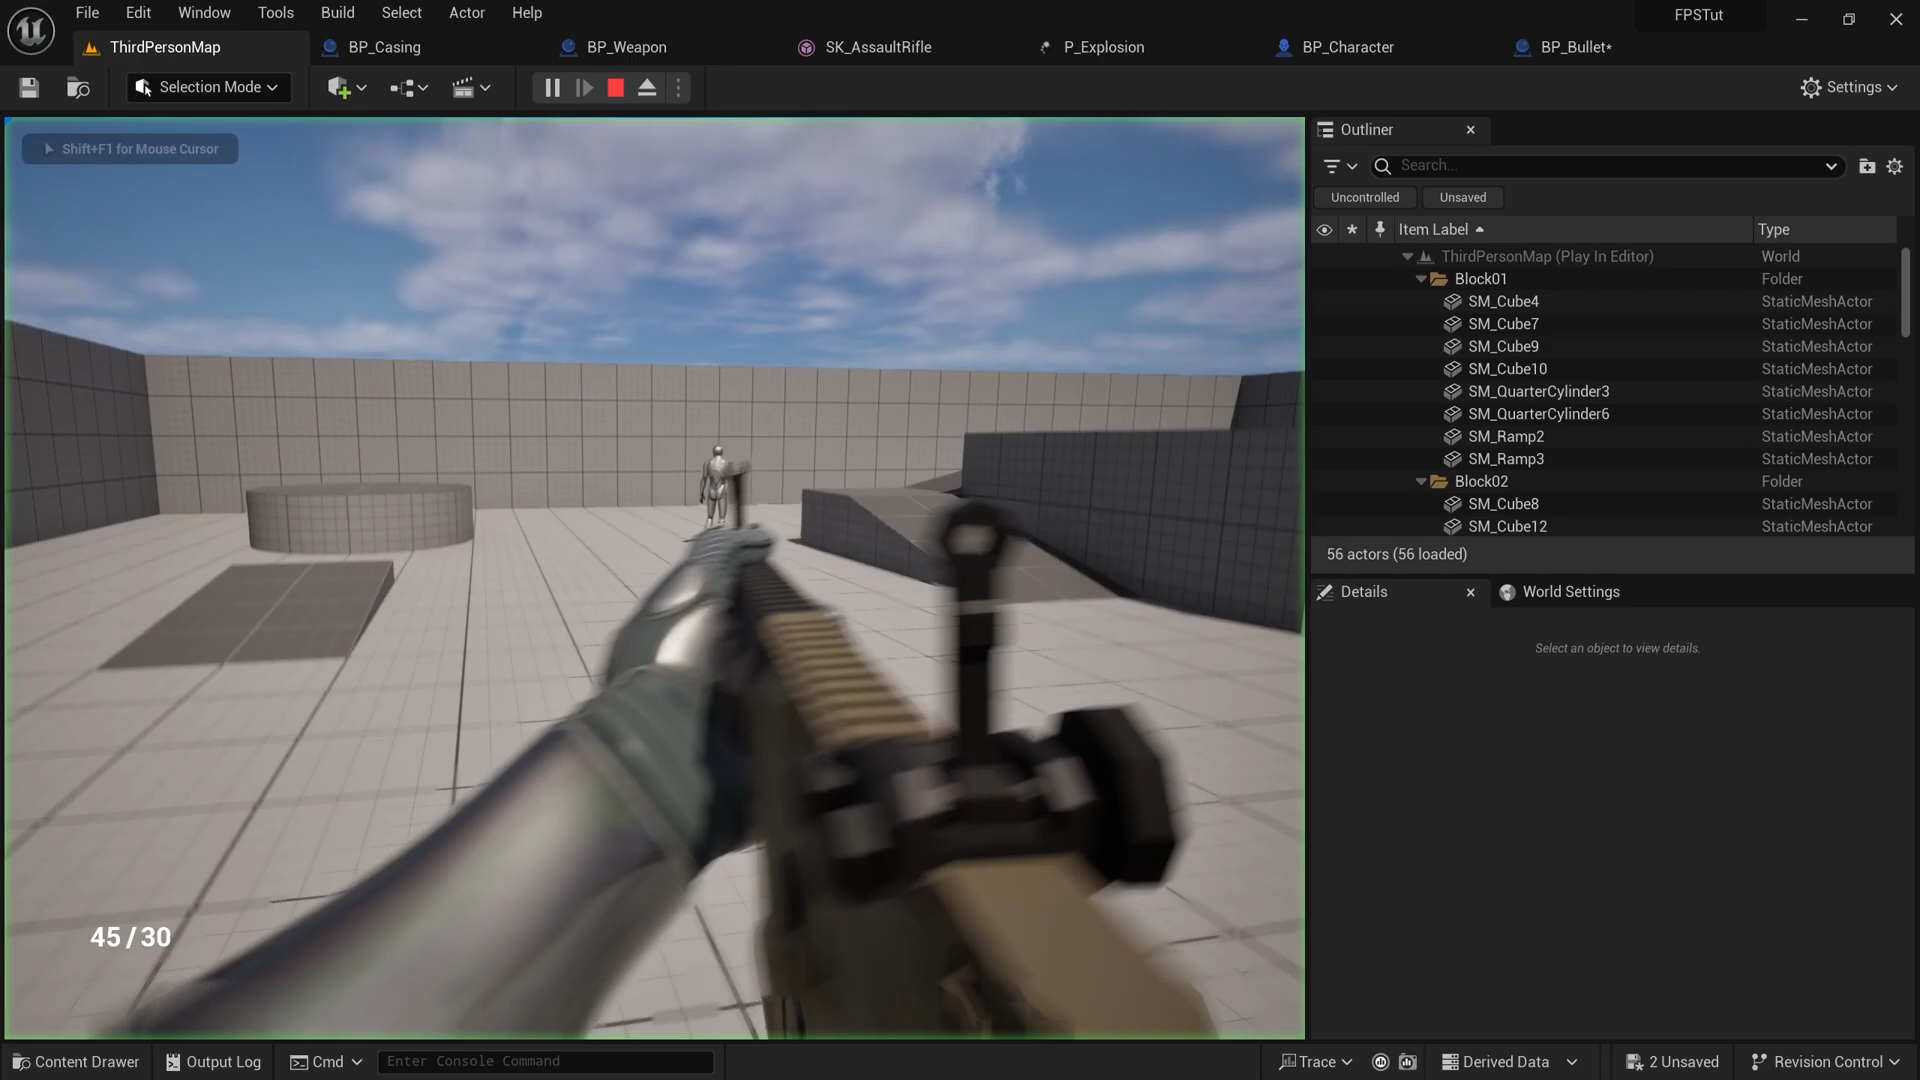 File Edit Window Tools Build Select Actor Help
FPSTut
ThirdPersonMap
BP_Casing
BP_Weapon
SK_AssaultRifle
P_Explosion
BP_Character
BP_Bullet*
Selection Mode
Settings
Shift+F1 for Mouse Cursor
45/30
Outliner
Search...
Uncontrolled Unsaved
Item Label Type
ThirdPersonMap (Play In Editor) World
Block01 Folder
SM_Cube4 StaticMeshActor
SM_Cube7 StaticMeshActor
SM_Cube9 StaticMeshActor
SM_Cube10 StaticMeshActor
SM_QuarterCylinder3 StaticMeshActor
SM_QuarterCylinder6 StaticMeshActor
SM_Ramp2 StaticMeshActor
SM_Ramp3 StaticMeshActor
Block02 Folder
SM_Cube8 StaticMeshActor
SM_Cube12 StaticMeshActor
56 actors (56 loaded)
Details
World Settings
Select an object to view details.
Content Drawer
Output Log
Cmd
Enter Console Command
Trace
Derived Data
2 Unsaved
Revision Control